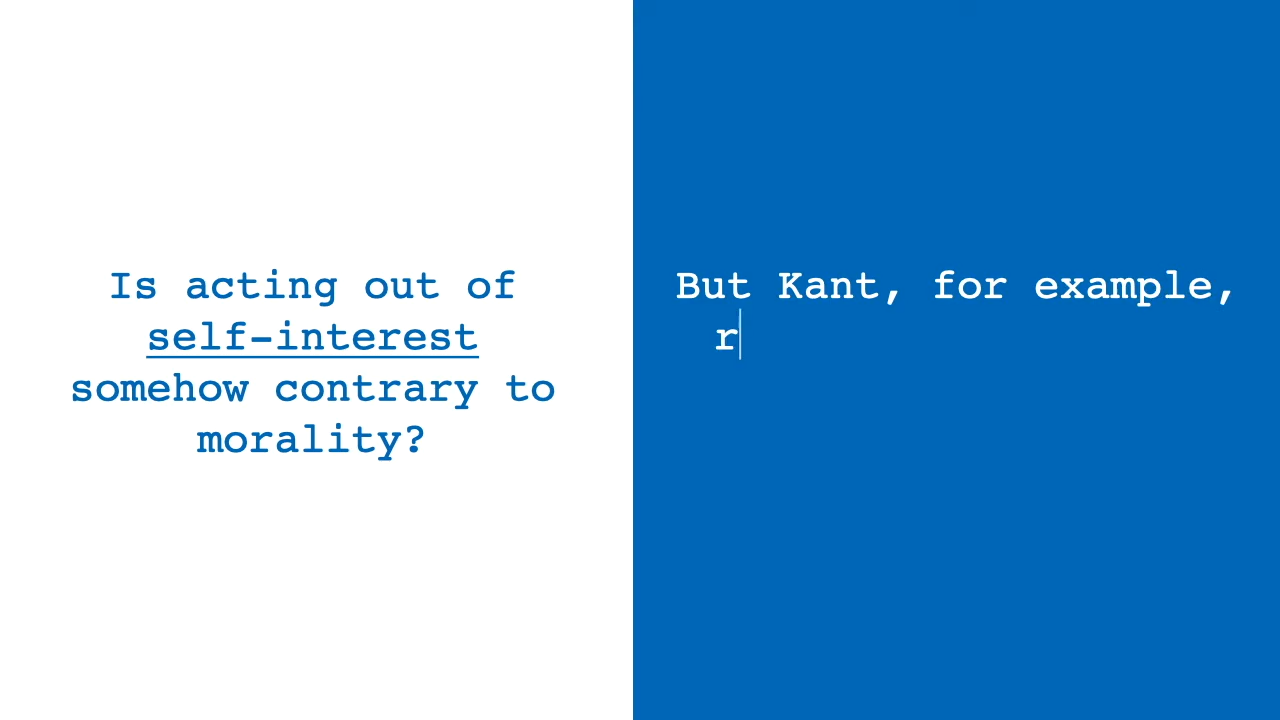 Is acting out of
self-interest
somehow contrary to
morality?
But Kant, for example,
r